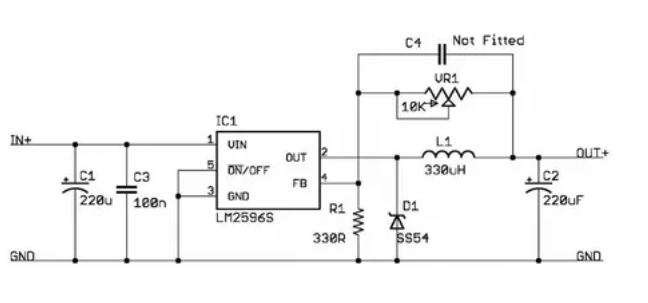 C4 Not Fitted
VR1
10K
IC1
IN+ 1 VIN
OUT 2
L1
OUT+
5 ON/OFF
330uH
+ C1 C3
FB 4
+ C2
220u 100n
3 GND
220uF
LM2596S
R1 D1
330R SS54
GND GND